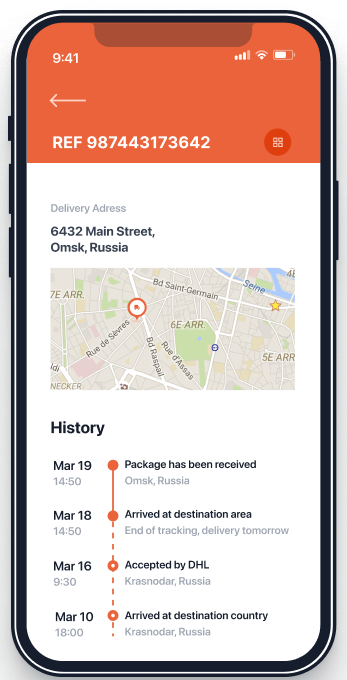 9:41
REF 987443173642
Delivery Adress
6432 Main Street,
Omsk, Russia
Bd Saint-Germain
Seine
7E ARR.
6E ARR.
Rue de Sèvres
Bd Raspail
Rue d'Assas
5E ARR
NECKER
History
Mar 19
Package has been received
14:50
Omsk, Russia
Mar 18
Arrived at destination area
14:50
End of tracking, delivery tomorrow
Mar 16
Accepted by DHL
9:30
Krasnodar, Russia
Mar 10
Arrived at destination country
18:00
Krasnodar, Russia